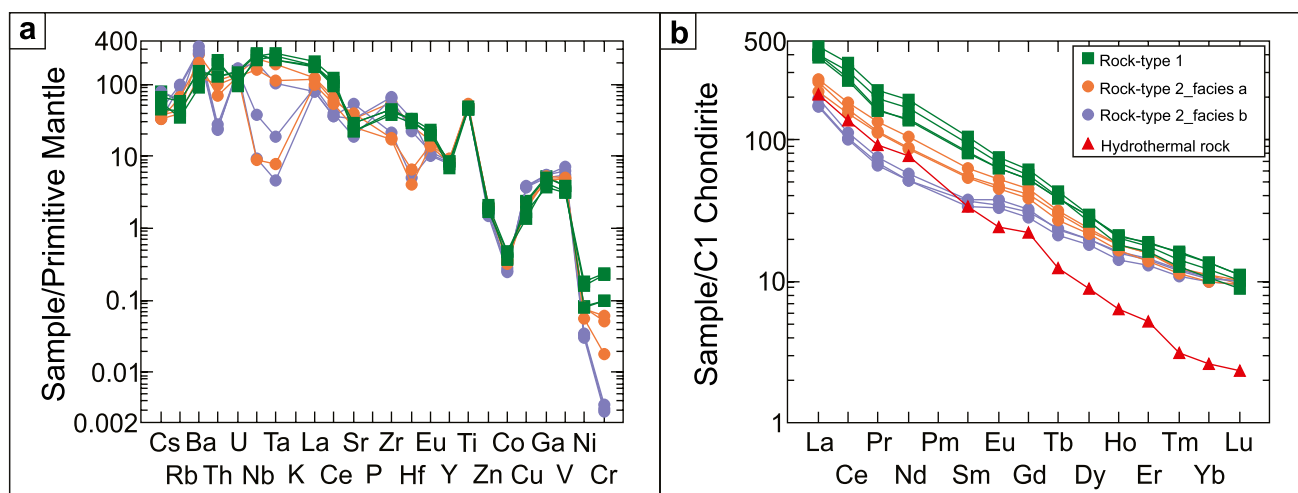 a
Sample/Primitive Mantle
400
100
10
1
0.1
0.01
0.002
Cs Ba U Ta La Sr Zr Eu Ti Co Ga Ni
Rb Th Nb K Ce P Hf Y Zn Cu V Cr
b
Sample/C1 Chondirite
500
100
10
1
Rock-type 1
Rock-type 2_facies a
Rock-type 2_facies b
Hydrothermal rock
La Pr Pm Eu Tb Ho Tm Lu
Ce Nd Sm Gd Dy Er Yb